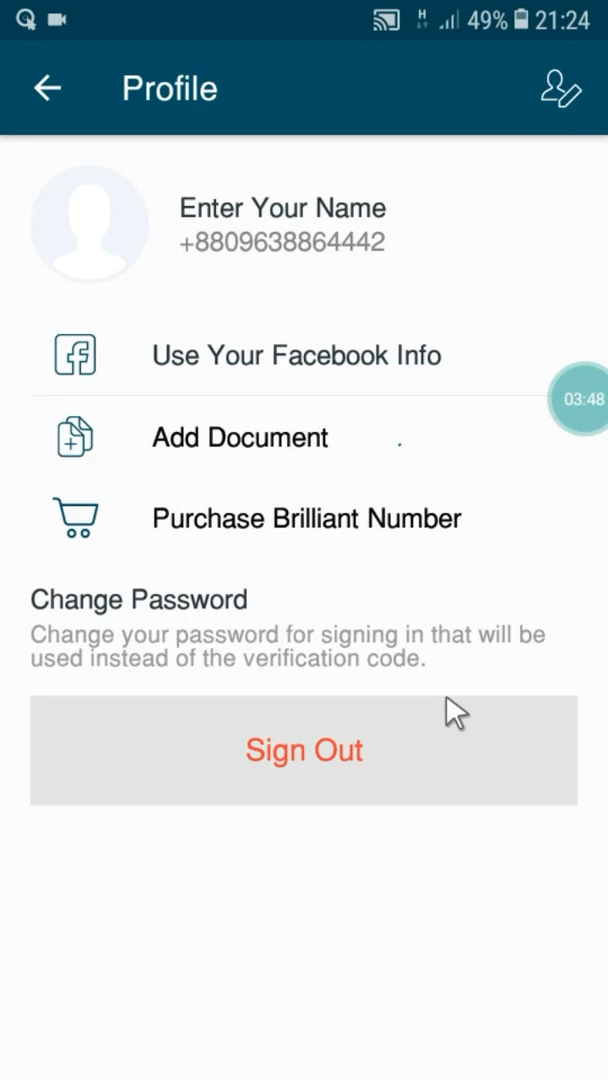 H 49% 21:24
Profile
Enter Your Name
+8809638864442
Use Your Facebook Info
03:48
Add Document
Purchase Brilliant Number
Change Password
Change your password for signing in that will be
used instead of the verification code.
Sign Out